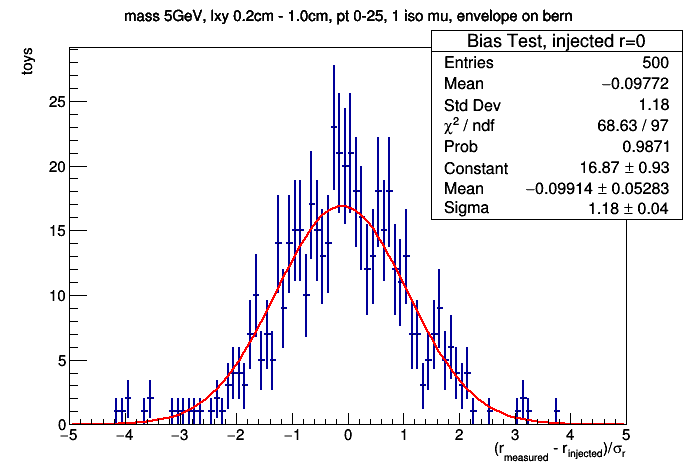 mass 5GeV, lxy 0.2cm - 1.0cm, pt 0-25, 1 iso mu, envelope on bern
Bias Test, injected r=0
Entries 500
Mean −0.09772
Std Dev 1.18
χ² / ndf 68.63 / 97
Prob 0.9871
Constant 16.87 ± 0.93
Mean −0.09914 ± 0.05283
Sigma 1.18 ± 0.04
toys
25
20
15
10
5
0
−5 −4 −3 −2 −1 0 1 2 3 4 5
(r_measured - r_injected)/σ_r